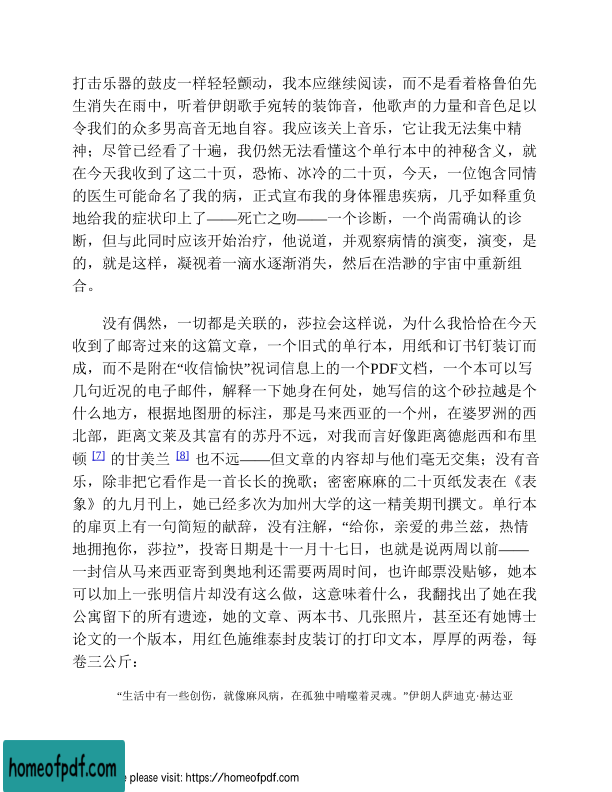 打击乐器的鼓皮一样轻轻颤动，我本应继续阅读，而不是看着格鲁伯先
生消失在雨中，听着伊朗歌手宛转的装饰音，他歌声的力量和音色足以
令我们的众多男高音无地自容。我应该关上音乐，它让我无法集中精
神；尽管已经看了十遍，我仍然无法看懂这个单行本中的神秘含义，就
在今天我收到了这二十页，恐怖、冰冷的二十页，今天，一位饱含同情
的医生可能命名了我的病，正式宣布我的身体罹患疾病，几乎如释重负
地给我的症状印上了——死亡之吻——一个诊断，一个尚需确认的诊
断，但与此同时应该开始治疗，他说道，并观察病情的演变，演变，是
的，就是这样，凝视着一滴水逐渐消失，然后在浩渺的宇宙中重新组
合。
没有偶然，一切都是关联的，莎拉会这样说，为什么我恰恰在今天
收到了邮寄过来的这篇文章，一个旧式的单行本，用纸和订书钉装订而
成，而不是附在“收信愉快”祝词信息上的一个PDF文档，一个本可以写
几句近况的电子邮件，解释一下她身在何处，她写信的这个砂拉越是个
什么地方，根据地图册的标注，那是马来西亚的一个州，在婆罗洲的西
北部，距离文莱及其富有的苏丹不远，对我而言好像距离德彪西和布里
顿 [7] 的甘美兰 [8] 也不远——但文章的内容却与他们毫无交集；没有音
乐，除非把它看作是一首长长的挽歌；密密麻麻的二十页纸发表在《表
象》的九月刊上，她已经多次为加州大学的这一精美期刊撰文。单行本
的扉页上有一句简短的献辞，没有注解，“给你，亲爱的弗兰兹，热情
地拥抱你，莎拉”，投寄日期是十一月十七日，也就是说两周以前——
一封信从马来西亚寄到奥地利还需要两周时间，也许邮票没贴够，她本
可以加上一张明信片却没有这么做，这意味着什么，我翻找出了她在我
公寓留下的所有遗迹，她的文章、两本书、几张照片，甚至还有她博士
论文的一个版本，用红色施维泰封皮装订的打印文本，厚厚的两卷，每
卷三公斤：
“生活中有一些创伤，就像麻风病，在孤独中啃噬着灵魂。”伊朗人萨迪克·赫达亚
homeofpdf.com
e please visit: https://homeofpdf.com